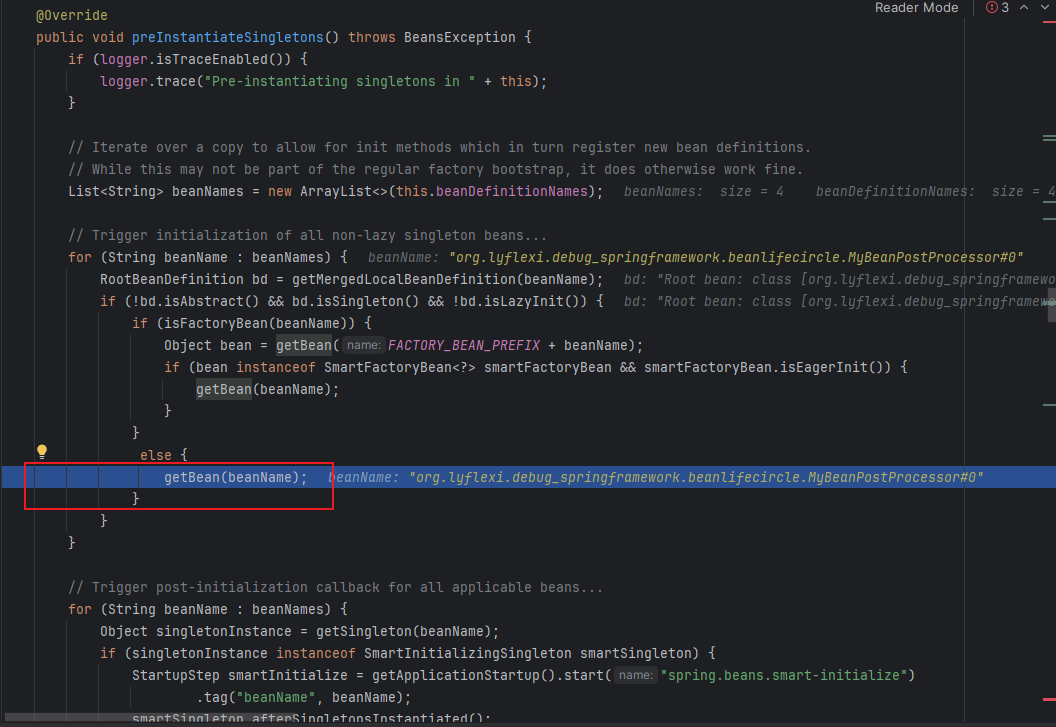 Reader Mode 3
@Override
public void preInstantiateSingletons() throws BeansException {
if (logger.isTraceEnabled()) {
logger.trace("Pre-instantiating singletons in " + this);
}
// Iterate over a copy to allow for init methods which in turn register new bean definitions.
// While this may not be part of the regular factory bootstrap, it does otherwise work fine.
List<String> beanNames = new ArrayList<>(this.beanDefinitionNames); beanNames: size = 4 beanDefinitionNames: size = 4
// Trigger initialization of all non-lazy singleton beans...
for (String beanName : beanNames) { beanName: "org.lyflexi.debug_springframework.beanlifecircle.MyBeanPostProcessor#0"
RootBeanDefinition bd = getMergedLocalBeanDefinition(beanName); bd: "Root bean: class [org.lyflexi.debug_springframewo
if (!bd.isAbstract() && bd.isSingleton() && !bd.isLazyInit()) { bd: "Root bean: class [org.lyflexi.debug_springframewo
if (isFactoryBean(beanName)) {
Object bean = getBean( name: FACTORY_BEAN_PREFIX + beanName);
if (bean instanceof SmartFactoryBean<?> smartFactoryBean && smartFactoryBean.isEagerInit()) {
getBean(beanName);
}
}
else {
getBean(beanName); beanName: "org.lyflexi.debug_springframework.beanlifecircle.MyBeanPostProcessor#0"
}
}
}
// Trigger post-initialization callback for all applicable beans...
for (String beanName : beanNames) {
Object singletonInstance = getSingleton(beanName);
if (singletonInstance instanceof SmartInitializingSingleton smartSingleton) {
StartupStep smartInitialize = getApplicationStartup().start( name: "spring.beans.smart-initialize")
.tag("beanName", beanName);
smartSingleton.afterSingletonsInstantiated();